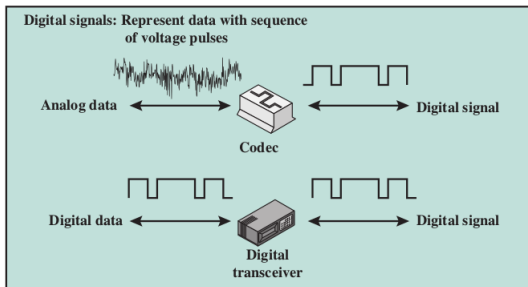 Digital signals: Represent data with sequence
of voltage pulses
Analog data
Digital signal
Codec
Digital data
Digital signal
Digital
transceiver